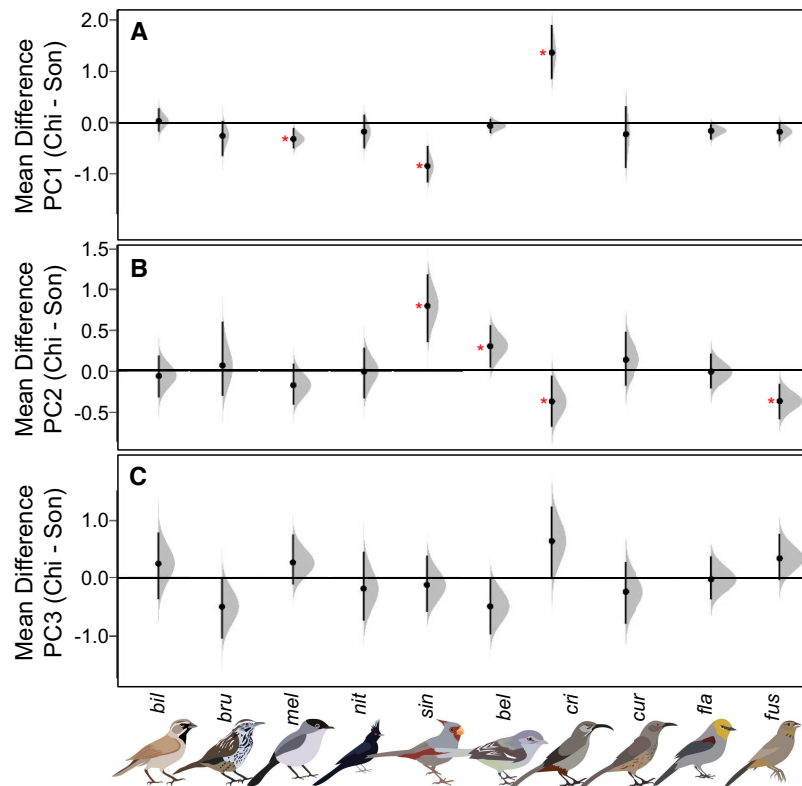 A
Mean Difference
PC1 (Chi - Son)
2.0
1.0
0.0
-1.0
*
*
*
B
Mean Difference
PC2 (Chi - Son)
1.5
1.0
0.5
0.0
-0.5
*
*
*
*
C
Mean Difference
PC3 (Chi - Son)
1.0
0.0
-1.0
bil
bru
mel
nit
sin
bel
cri
cur
fla
fus